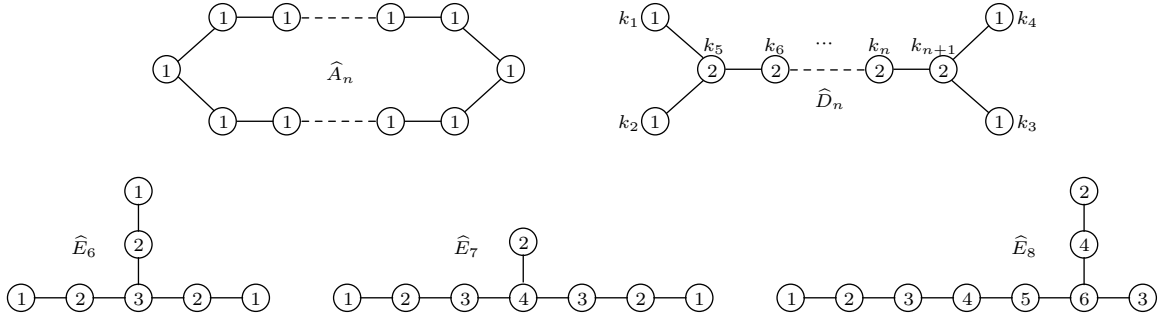 1 1 1 1
1 Â_n 1
1 1 1 1
k_1 1 1 k_4
k_5 k_6 ... k_n k_{n+1}
2 2 2 2
D̂_n
k_2 1 1 k_3
1
Ê_6 2
1 2 3 2 1
Ê_7 2
1 2 3 4 3 2 1
2
Ê_8 4
1 2 3 4 5 6 3